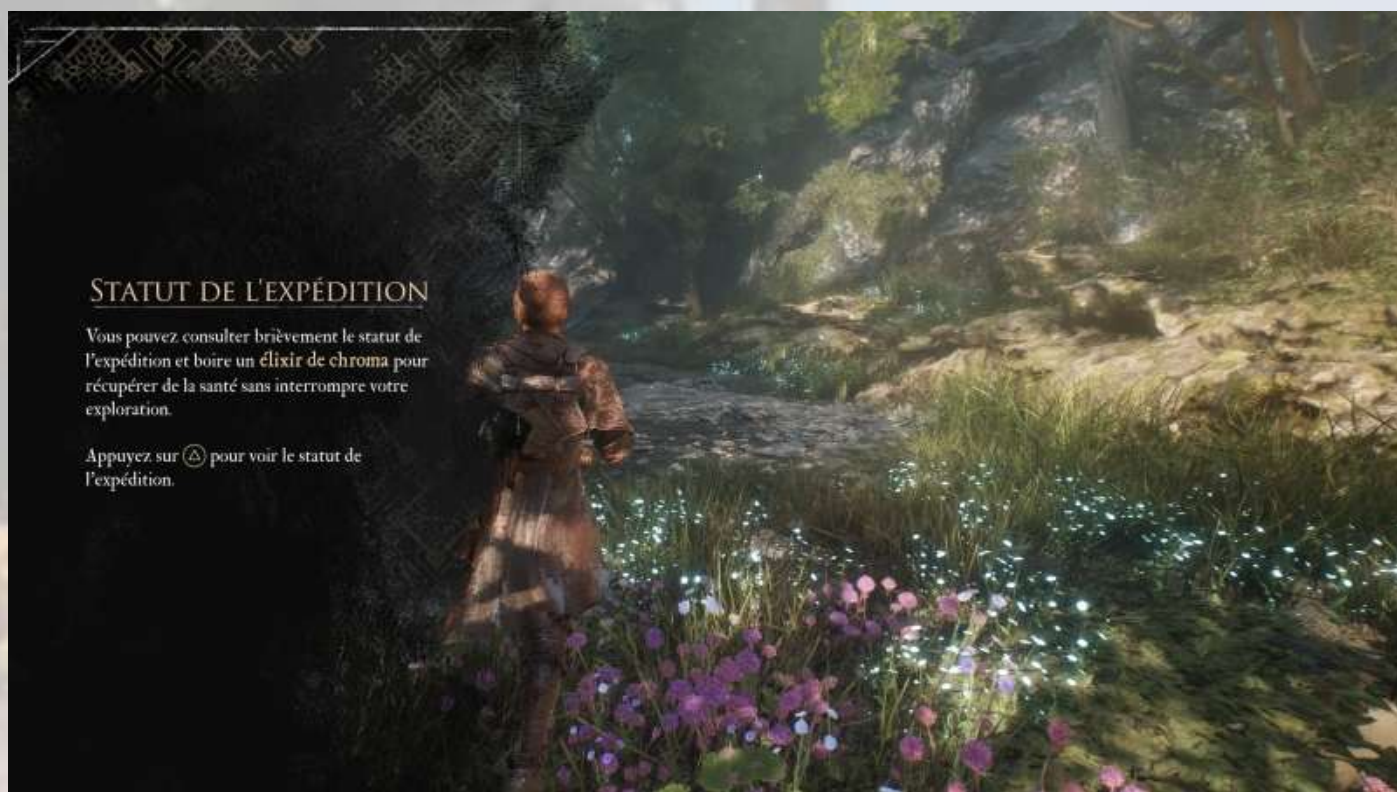 STATUT DE L'EXPÉDITION
Vous pouvez consulter brièvement le statut de
l'expédition et boire un élixir de chroma pour
récupérer de la santé sans interrompre votre
exploration.
Appuyez sur △ pour voir le statut de
l'expédition.